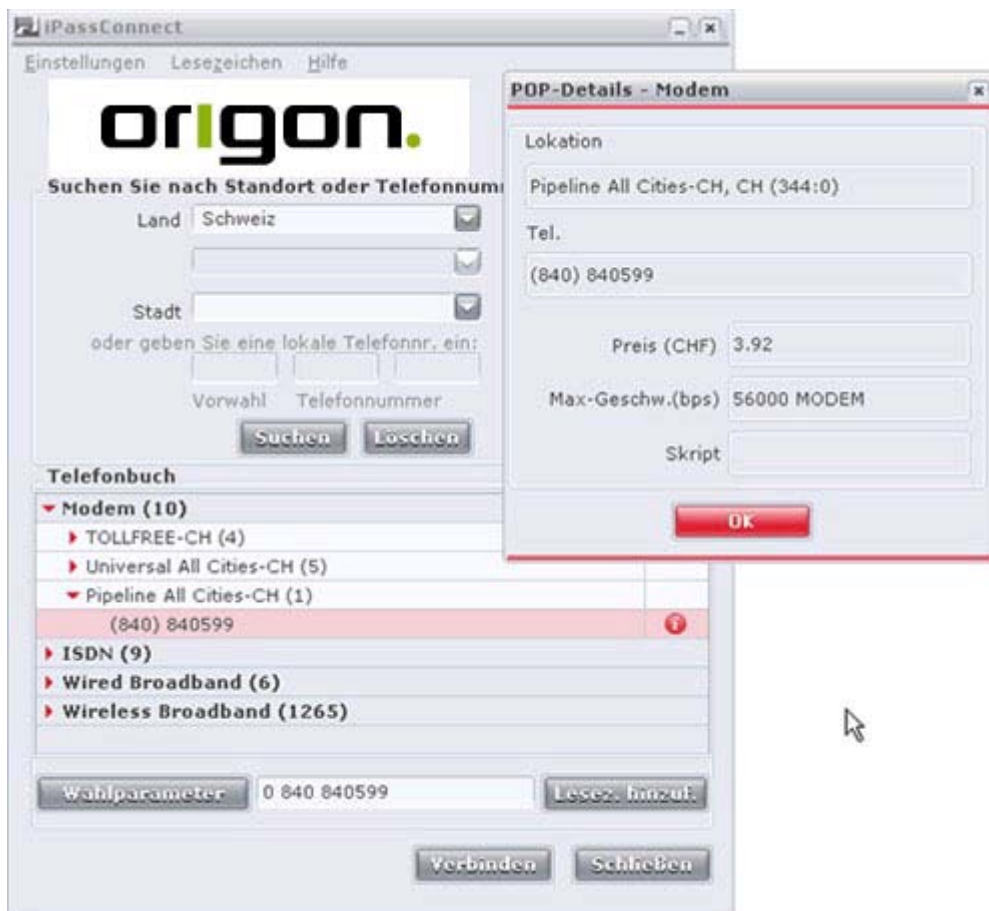 iPassConnect
Einstellungen Lesezeichen Hilfe
origon.
Suchen Sie nach Standort oder Telefonnum
Land Schweiz
Stadt
oder geben Sie eine lokale Telefonnr. ein:
Vorwahl Telefonnummer
Suchen Löschen
Telefonbuch
Modem (10)
TOLLFREE-CH (4)
Universal All Cities-CH (5)
Pipeline All Cities-CH (1)
(840) 840599
ISDN (9)
Wired Broadband (6)
Wireless Broadband (1265)
Wahlparameter 0 840 840599 Lesez. hinzuf.
Verbinden Schließen
POP-Details - Modem
Lokation
Pipeline All Cities-CH, CH (344:0)
Tel.
(840) 840599
Preis (CHF) 3.92
Max-Geschw.(bps) 56000 MODEM
Skript
OK